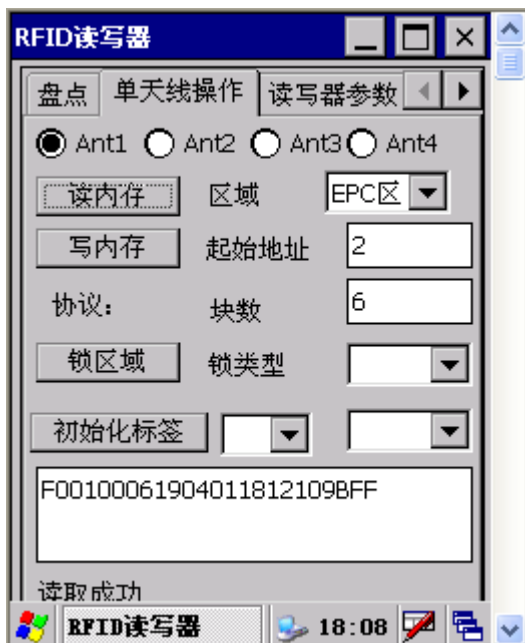 RFID读写器
盘点 单天线操作 读写器参数
Ant1 Ant2 Ant3 Ant4
读内存 区域 EPC区
写内存 起始地址 2
协议： 块数 6
锁区域 锁类型
初始化标签
F001000619040118121​09BFF
读取成功
RFID读写器 18:08